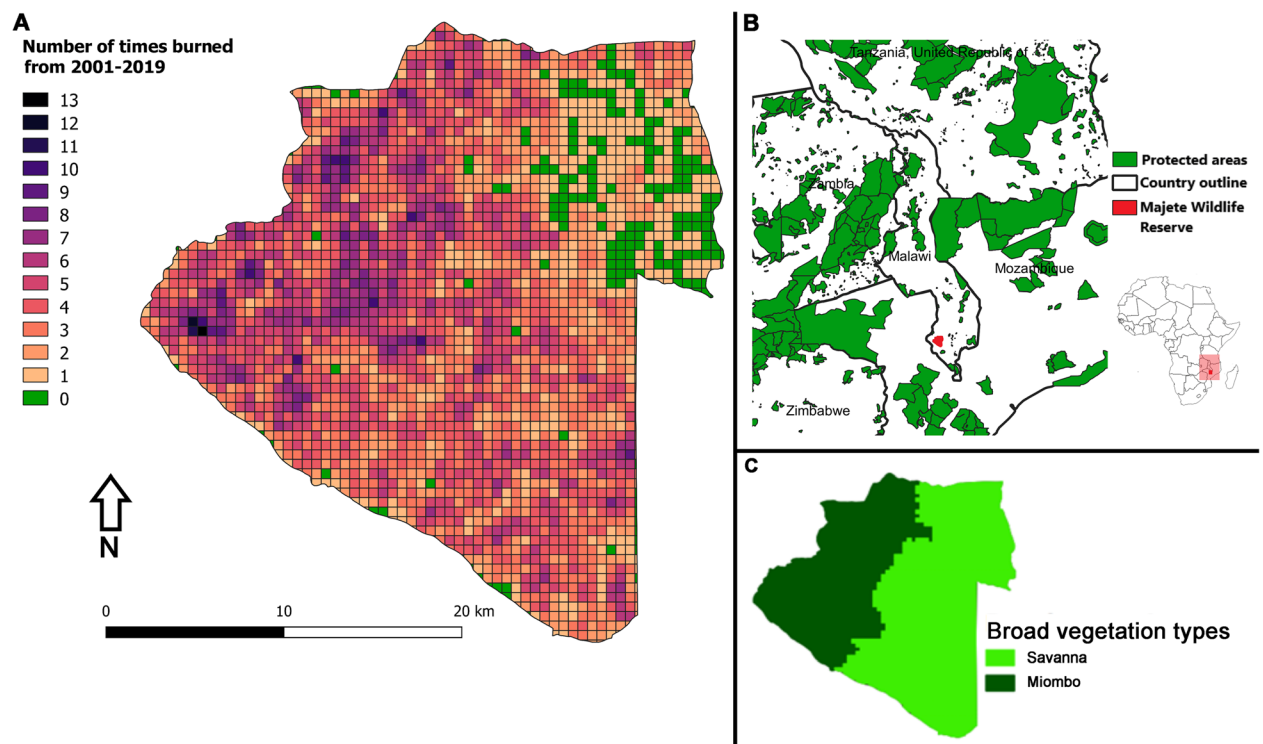 A
Number of times burned
from 2001-2019
13
12
11
10
9
8
7
6
5
4
3
2
1
0
N
0
10
20 km
B
Tanzania, United Republic of
Zambia
Malawi
Mozambique
Zimbabwe
Protected areas
Country outline
Majete Wildlife
Reserve
C
Broad vegetation types
Savanna
Miombo